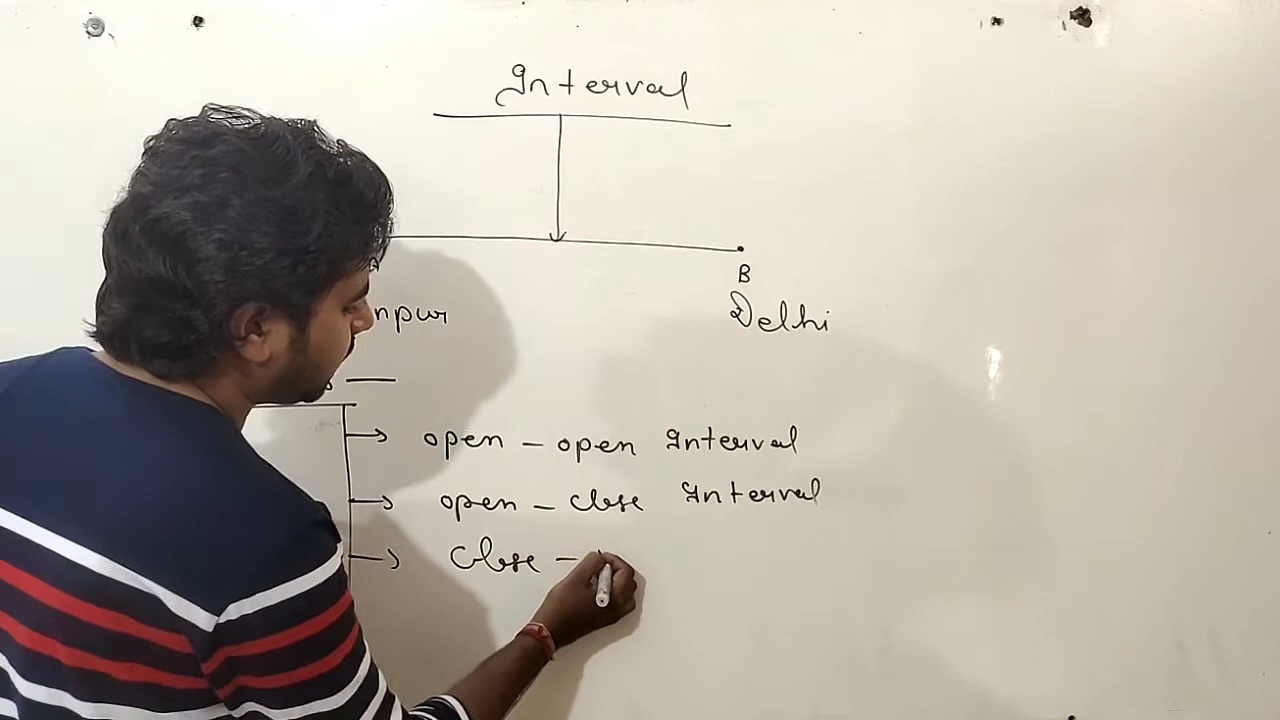 Interval
B
npur
Delhi
open - open Interval
open - close Interval
Close -